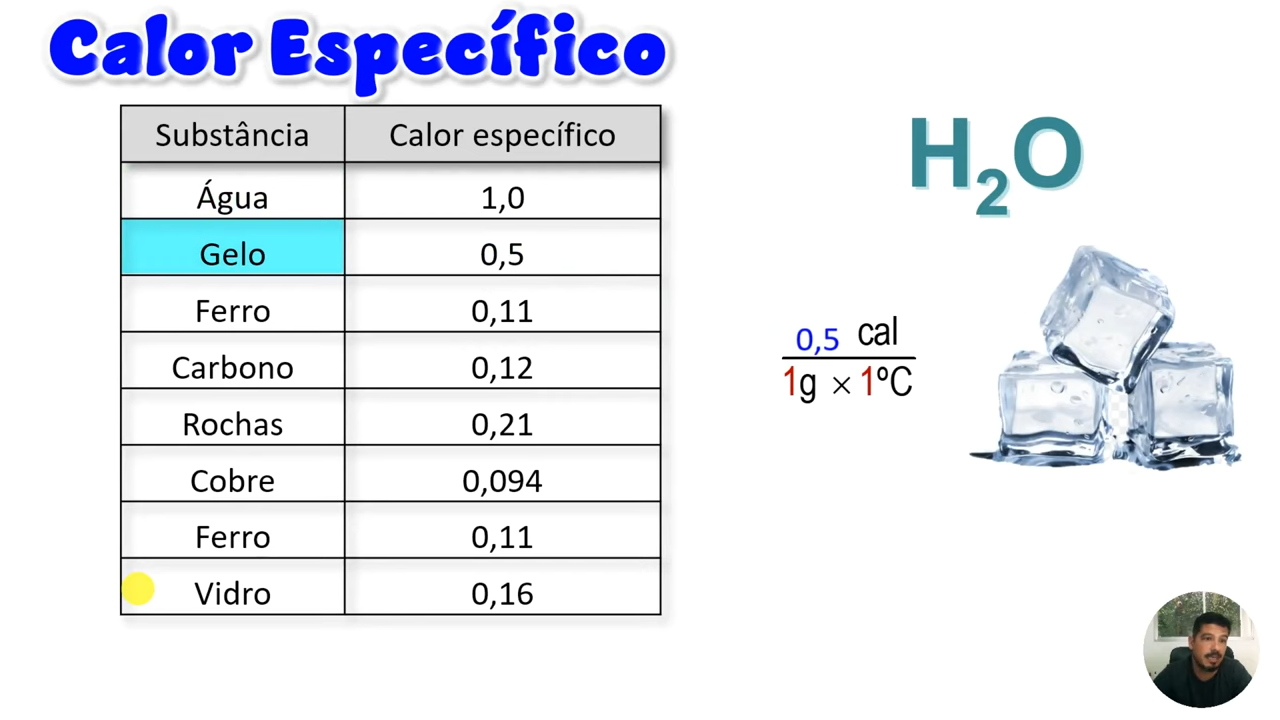 Calor Específico
Substância Calor específico
Água 1,0
Gelo 0,5
Ferro 0,11
Carbono 0,12
Rochas 0,21
Cobre 0,094
Ferro 0,11
Vidro 0,16
H₂O
0,5 cal
1g × 1ºC